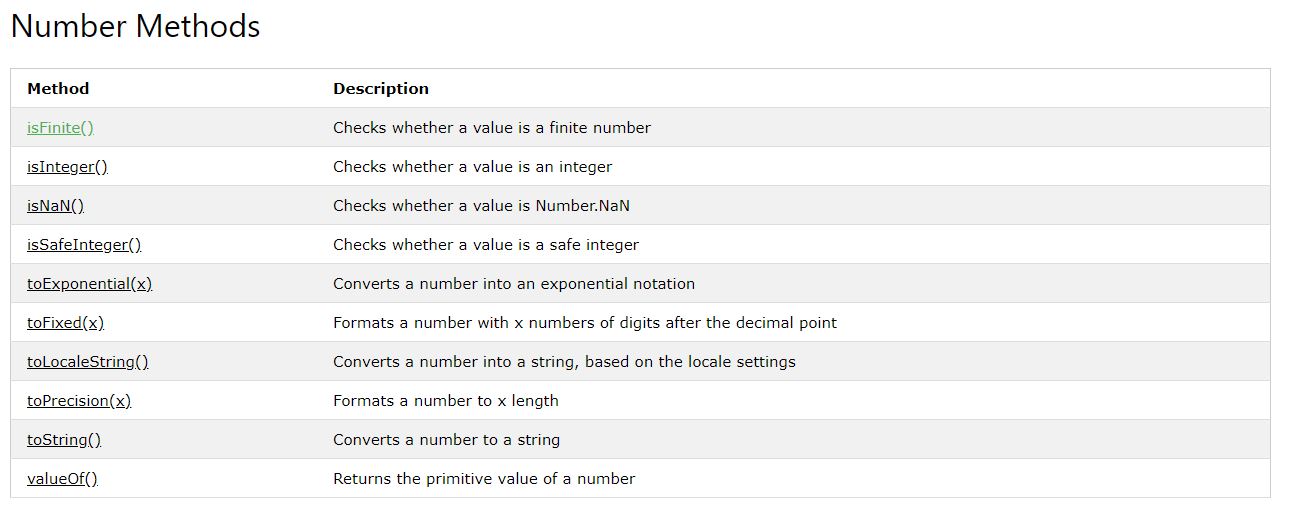 Number Methods
Method Description
isFinite() Checks whether a value is a finite number
isInteger() Checks whether a value is an integer
isNaN() Checks whether a value is Number.NaN
isSafeInteger() Checks whether a value is a safe integer
toExponential(x) Converts a number into an exponential notation
toFixed(x) Formats a number with x numbers of digits after the decimal point
toLocaleString() Converts a number into a string, based on the locale settings
toPrecision(x) Formats a number to x length
toString() Converts a number to a string
valueOf() Returns the primitive value of a number